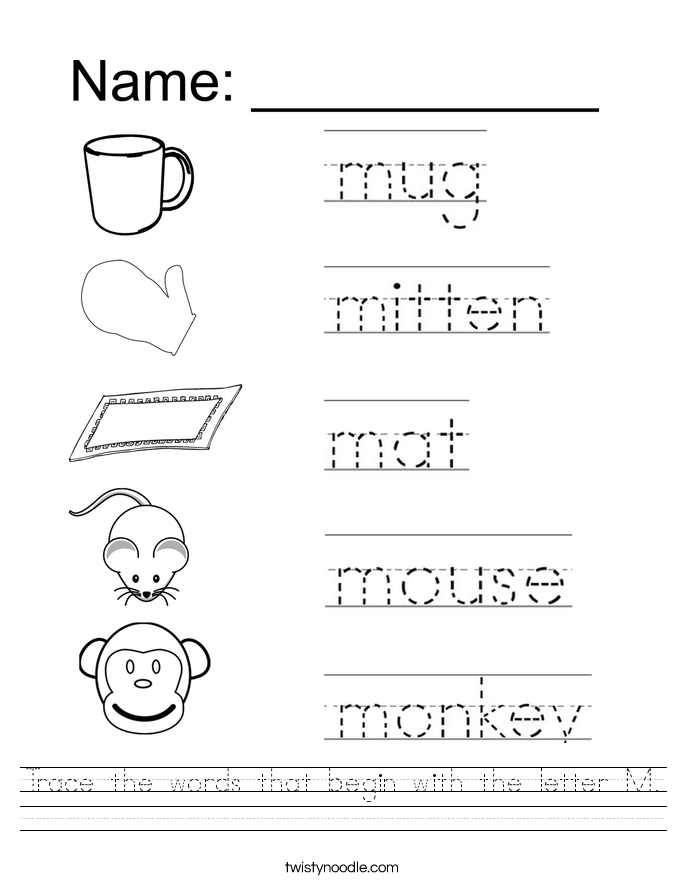 Name:
mug
mitten
mat
mouse
monkey
Trace the words that begin with the letter M.
twistynoodle.com